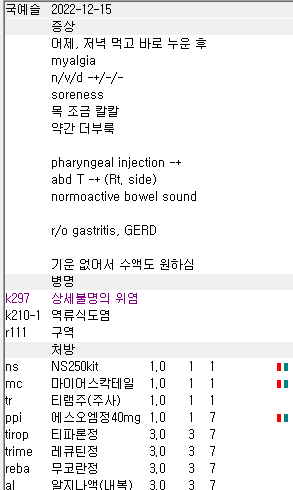 국예슬 2022-12-15
증상
어제, 저녁 먹고 바로 누운 후
myalgia
n/v/d -+/-/-
soreness
목 조금 칼칼
약간 더부룩
pharyngeal injection -+
abd T -+ (Rt, side)
normoactive bowel sound
r/o gastritis, GERD
기운 없어서 수액도 원하심
병명
k297 상세불명의 위염
k210-1 역류식도염
r111 구역
처방
ns NS250kit 1.0 1 1
mc 마이어스칵테일 1.0 1 1
tr 티램주(주사) 1.0 1 1
ppi 에스오엠정40mg 1.0 1 7
tirop 티파론정 3.0 3 7
trime 레큐틴정 3.0 3 7
reba 무코란정 3.0 3 7
al 알지나액(내복) 3.0 3 7